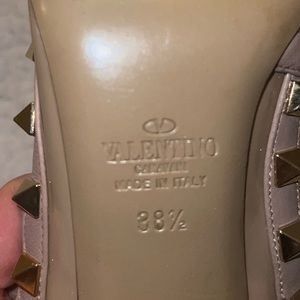 VALENTINO
GARAVANI
MADE IN ITALY
38½